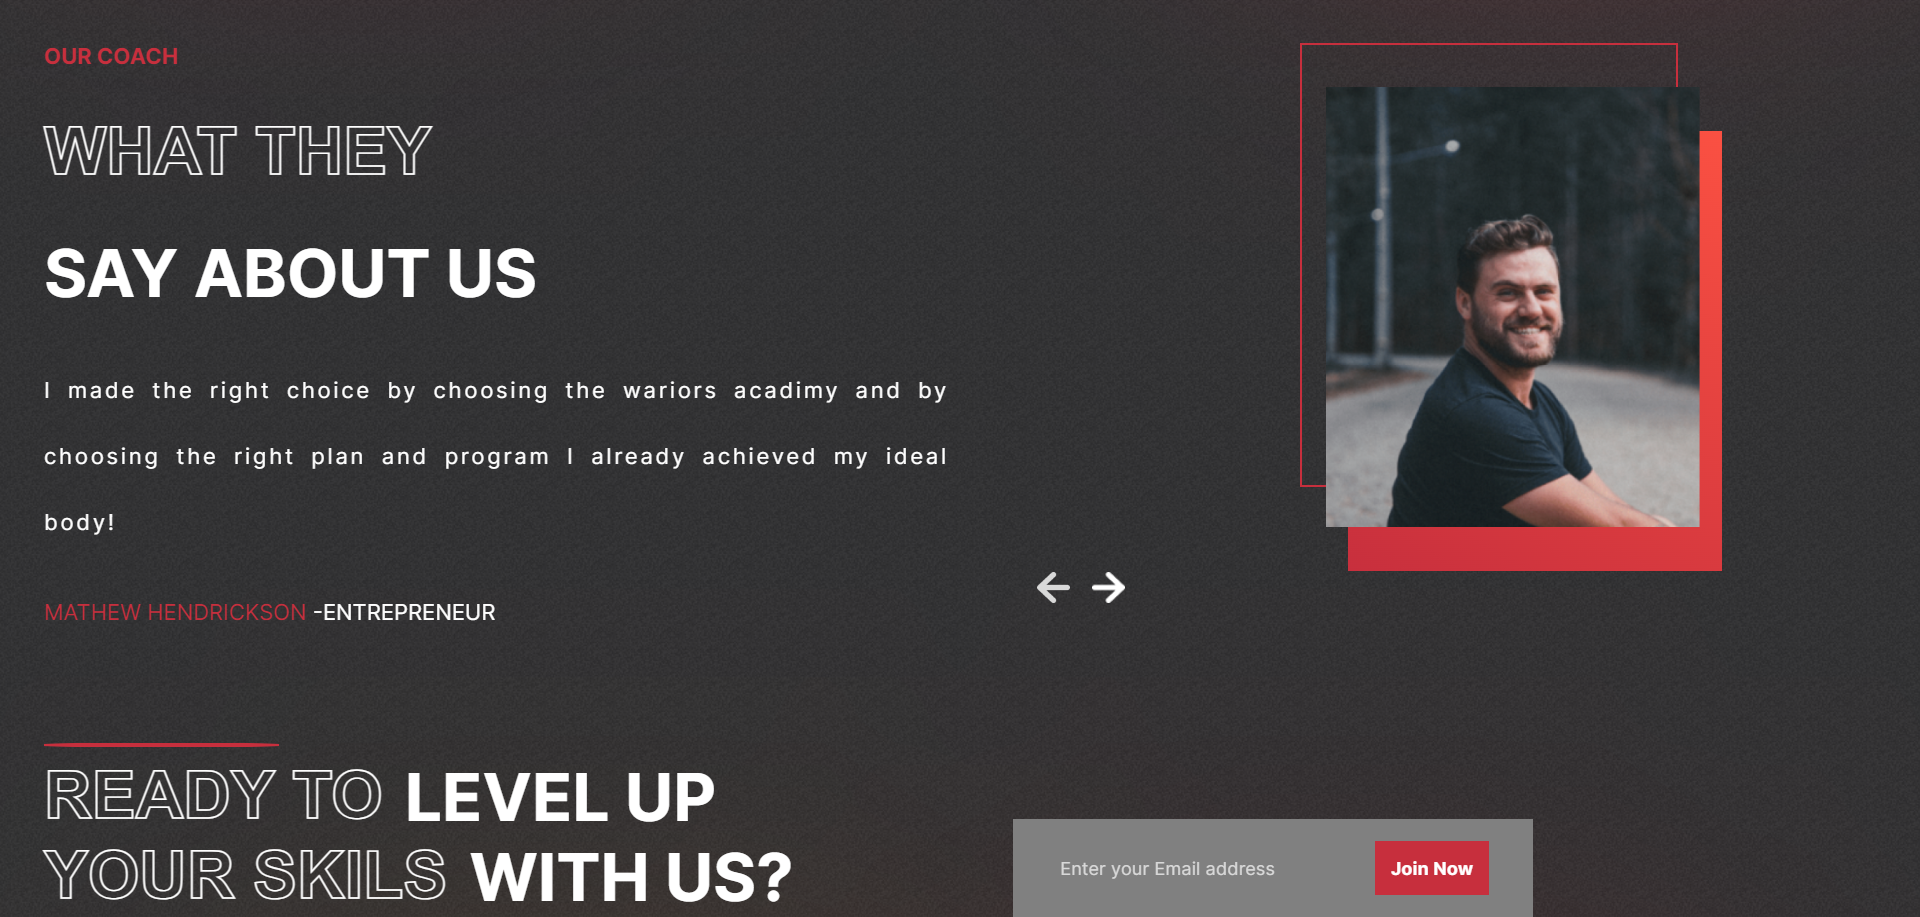 OUR COACH
WHAT THEY
SAY ABOUT US
I made the right choice by choosing the wariors acadimy and by
choosing the right plan and program I already achieved my ideal
body!
MATHEW HENDRICKSON -ENTREPRENEUR
READY TO LEVEL UP
YOUR SKILS WITH US?
Enter your Email address
Join Now